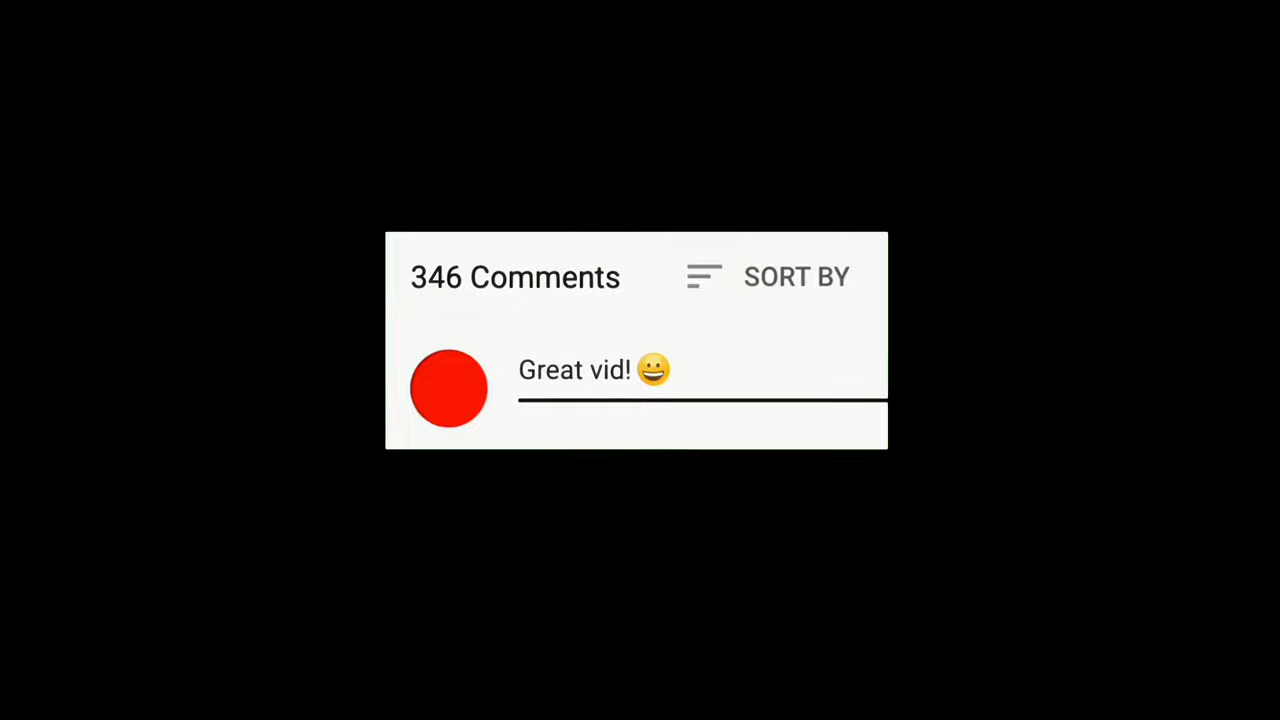 346 Comments
SORT BY
Great vid! 😀